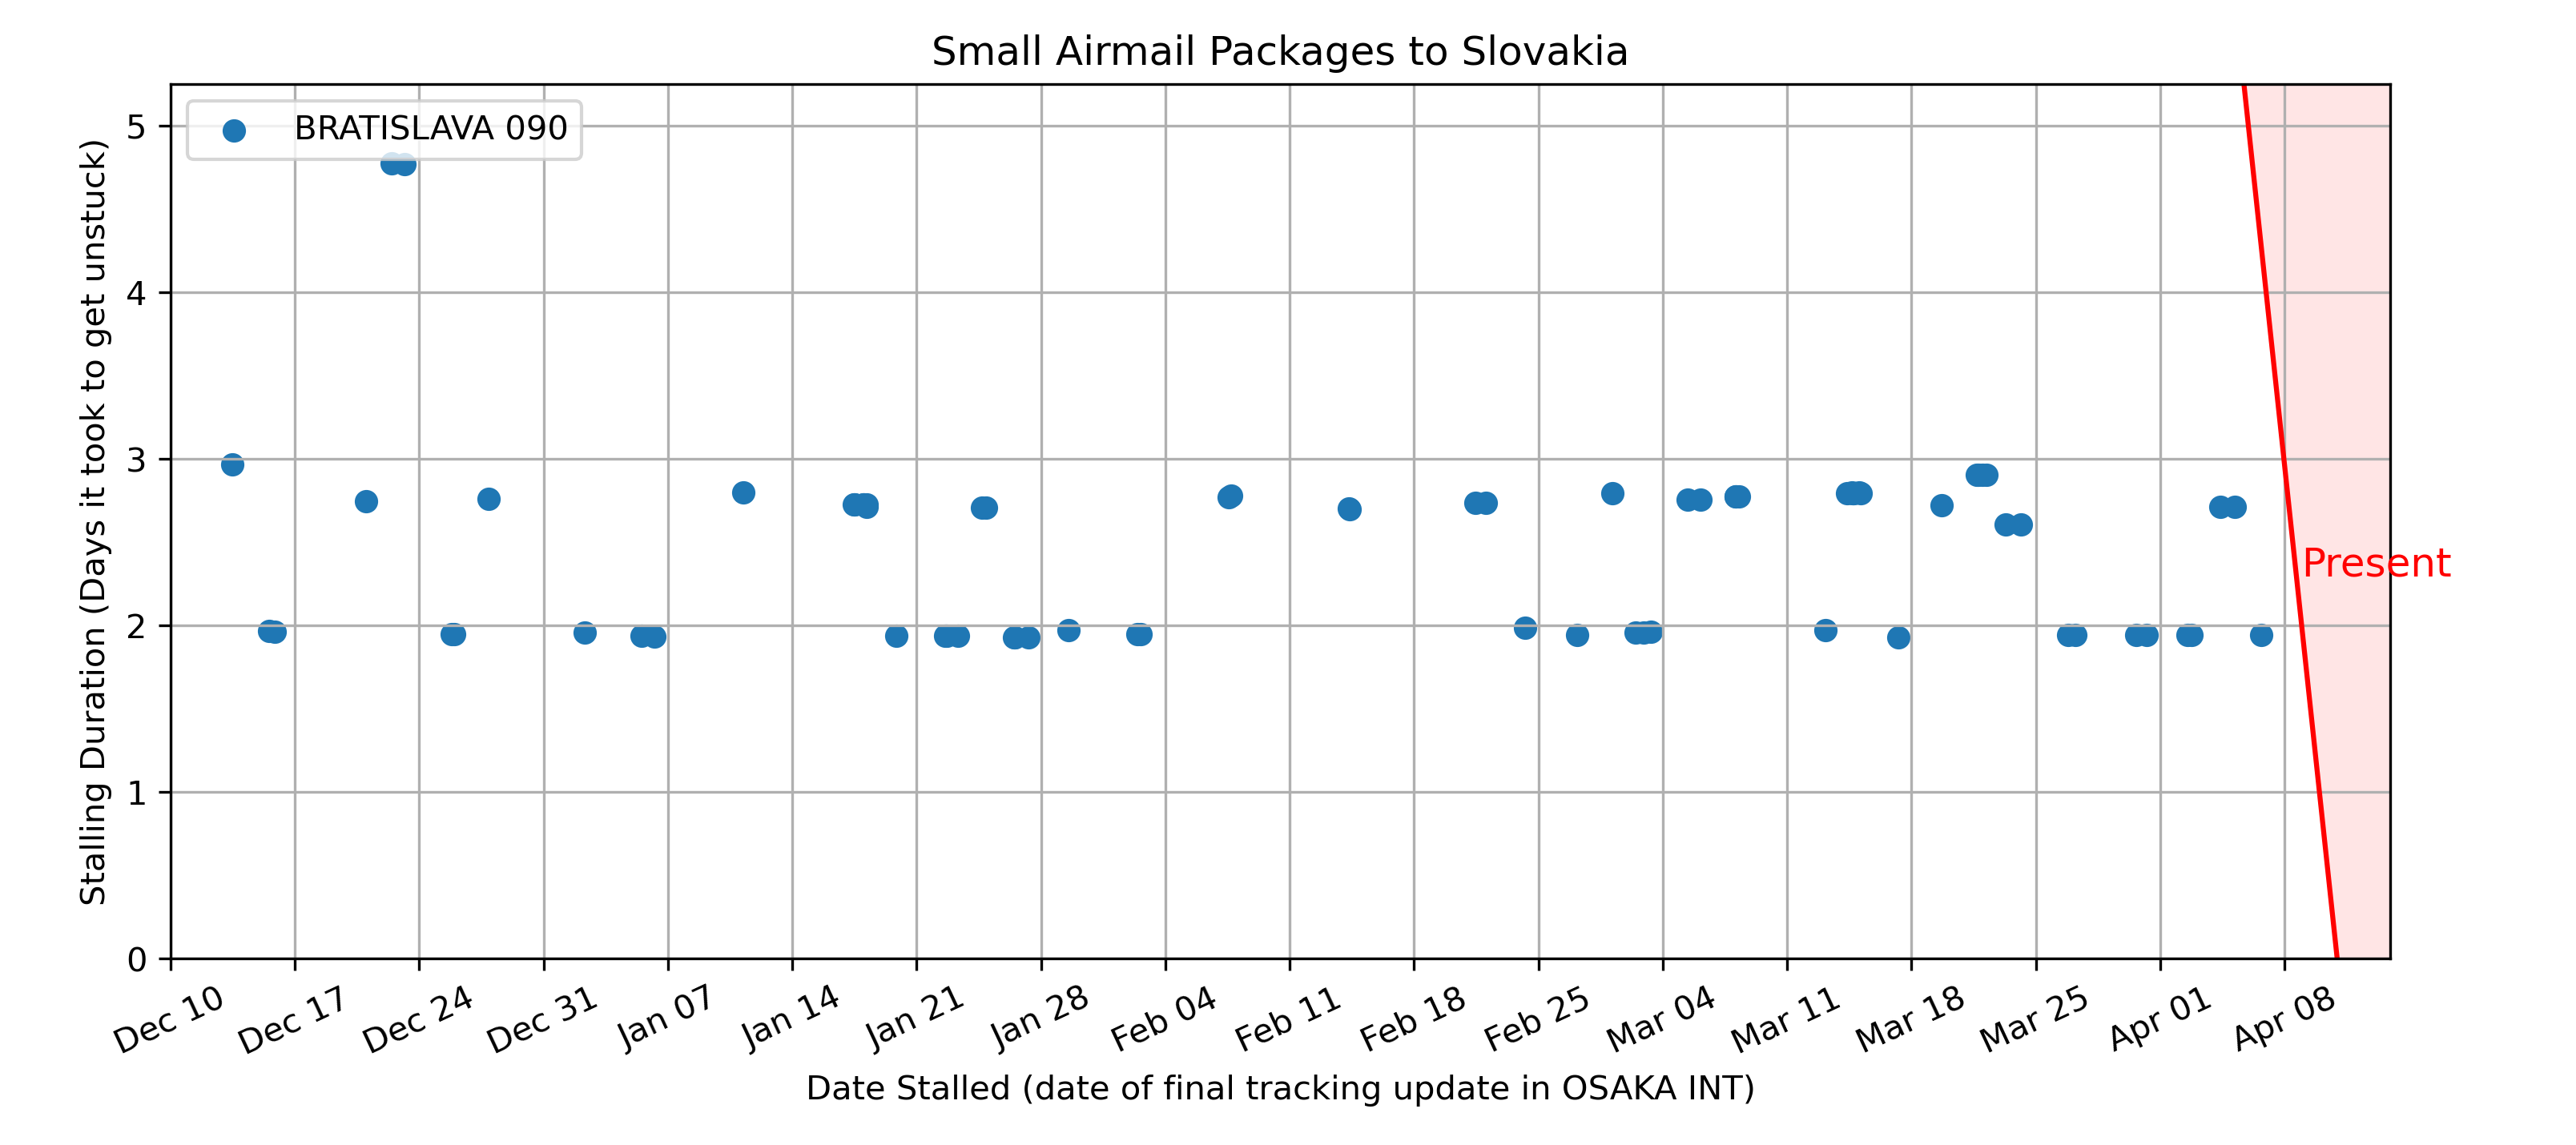 Small Airmail Packages to Slovakia
BRATISLAVA 090
Stalling Duration (Days it took to get unstuck)
5
4
3
2
1
0
Present
Dec 10
Dec 17
Dec 24
Dec 31
Jan 07
Jan 14
Jan 21
Jan 28
Feb 04
Feb 11
Feb 18
Feb 25
Mar 04
Mar 11
Mar 18
Mar 25
Apr 01
Apr 08
Date Stalled (date of final tracking update in OSAKA INT)